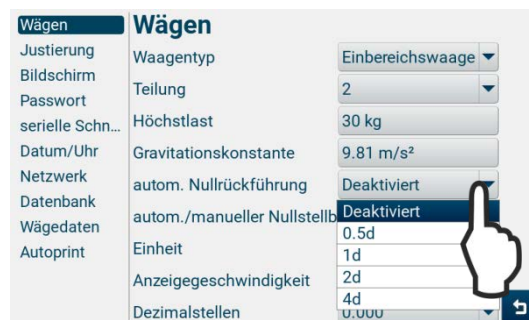 Wägen
Justierung
Bildschirm
Passwort
serielle Schn...
Datum/Uhr
Netzwerk
Datenbank
Wägedaten
Autoprint
Wägen
Waagentyp Einbereichswaage
Teilung 2
Höchstlast 30 kg
Gravitationskonstante 9.81 m/s²
autom. Nullrückführung Deaktiviert
autom./manueller Nullstellb
Deaktiviert
0.5d
1d
2d
4d
Einheit
Anzeigegeschwindigkeit
Dezimalstellen 0.000